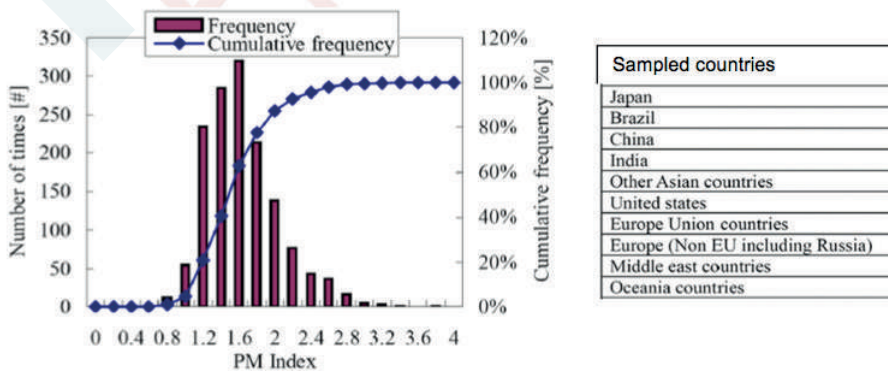 Frequency
Cumulative frequency
350
300
250
200
150
100
50
0
Number of times [#]
120%
100%
80%
60%
40%
20%
0%
Cumulative frequency [%]
0 0.4 0.8 1.2 1.6 2 2.4 2.8 3.2 3.6 4
PM Index
Sampled countries
Japan
Brazil
China
India
Other Asian countries
United states
Europe Union countries
Europe (Non EU including Russia)
Middle east countries
Oceania countries